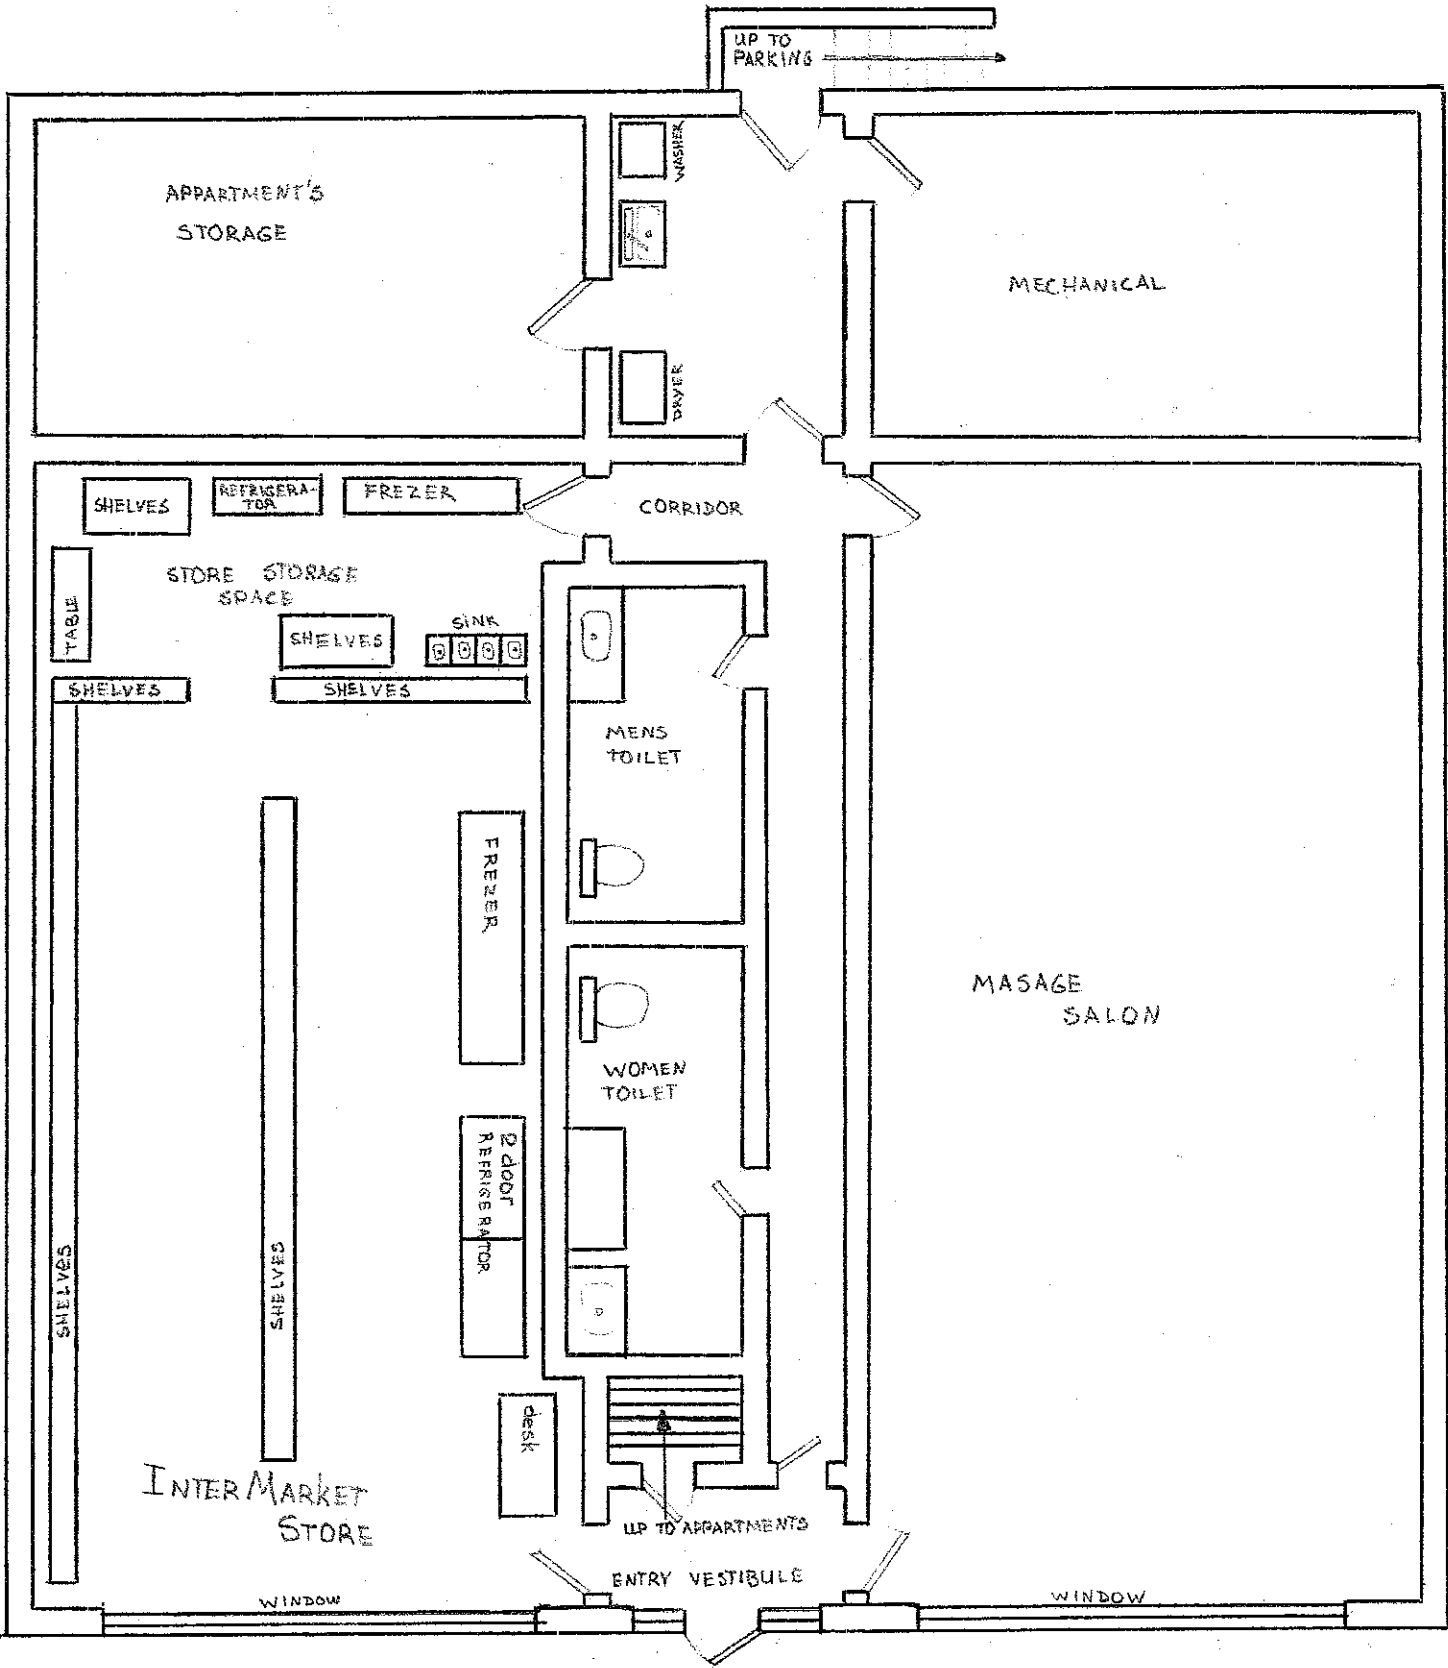 UP TO
PARKING
WASHER
APPARTMENT'S
STORAGE
MECHANICAL
DRYER
SHELVES
REFRIGERA-
TOR
FREZER
CORRIDOR
STORE STORAGE
SPACE
TABLE
SHELVES
SINK
SHELVES
SHELVES
MENS
TOILET
FREZER
MASAGE
SALON
WOMEN
TOILET
2 door
REFRIGERATOR
SHELVES
SHELVES
desk
INTER MARKET
STORE
UP TO APPARTMENTS
ENTRY VESTIBULE
WINDOW
WINDOW